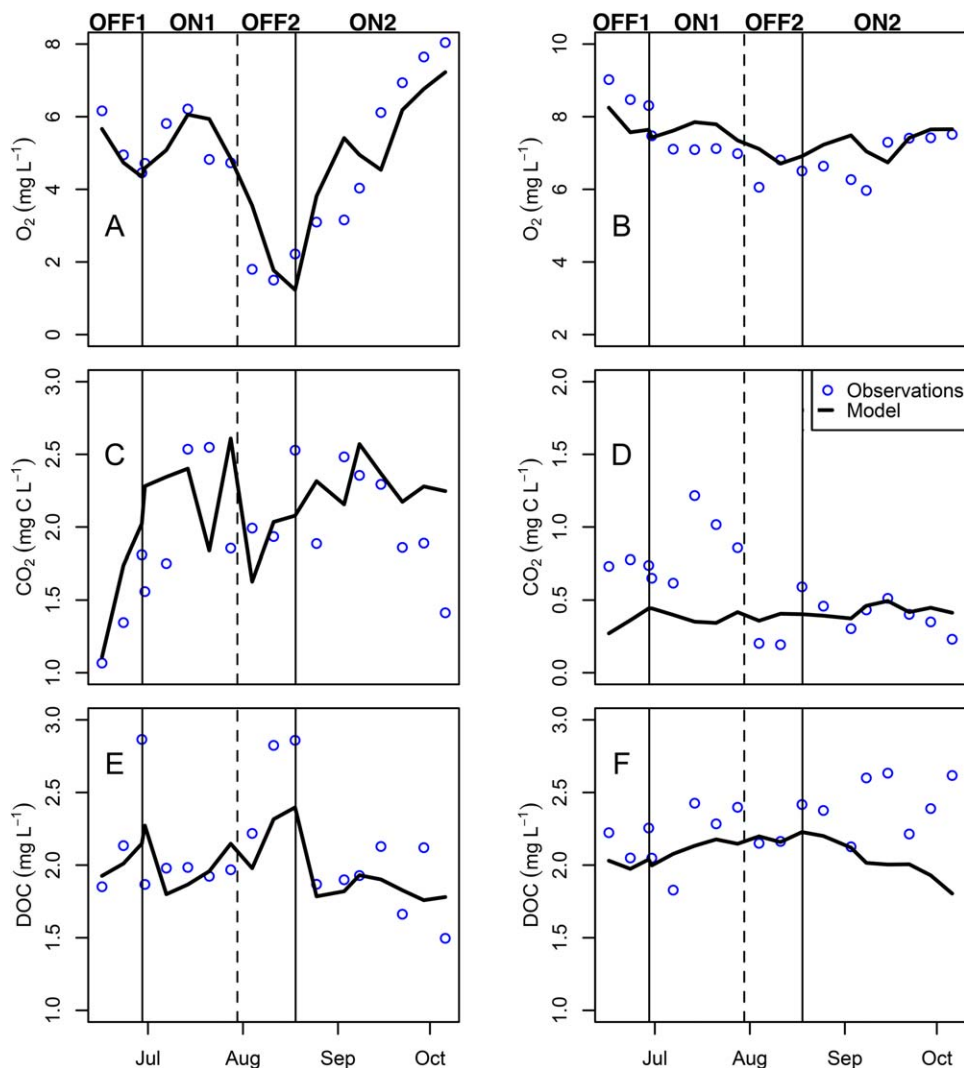 OFF1 ON1 OFF2 ON2
OFF1 ON1 OFF2 ON2
O₂ (mg L⁻¹)
0 2 4 6 8
A
O₂ (mg L⁻¹)
2 4 6 8 10
B
CO₂ (mg C L⁻¹)
1.0 1.5 2.0 2.5 3.0
C
CO₂ (mg C L⁻¹)
0.0 0.5 1.0 1.5 2.0
D
Observations
Model
DOC (mg L⁻¹)
1.0 1.5 2.0 2.5 3.0
E
DOC (mg L⁻¹)
1.0 1.5 2.0 2.5 3.0
F
Jul Aug Sep Oct
Jul Aug Sep Oct